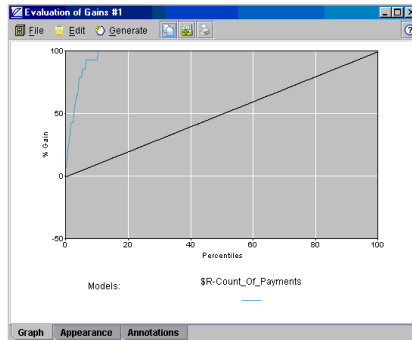 Evaluation of Gains #1
File Edit Generate
100
50
% Gain
0
-50
0 20 40 60 80 100
Percentiles
Models: $R-Count_Of_Payments
Graph Appearance Annotations